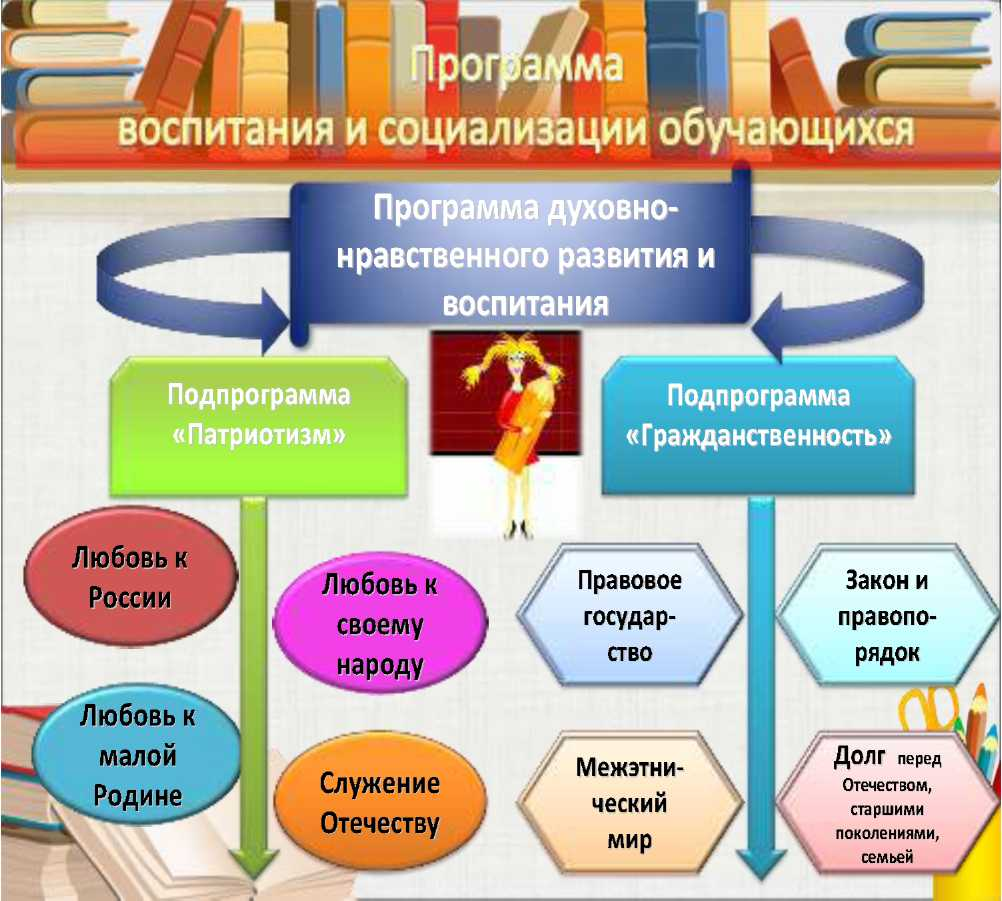 Программа
воспитания и социализации обучающихся
Программа духовно-
нравственного развития и
воспитания
Подпрограмма
«Патриотизм»
Подпрограмма
«Гражданственность»
Любовь к
России
Любовь к
своему
народу
Любовь к
малой
Родине
Служение
Отечеству
Правовое
государ-
ство
Закон и
правопо-
рядок
Межэтни-
ческий
мир
Долг перед
Отечеством,
старшими
поколениями,
семьей